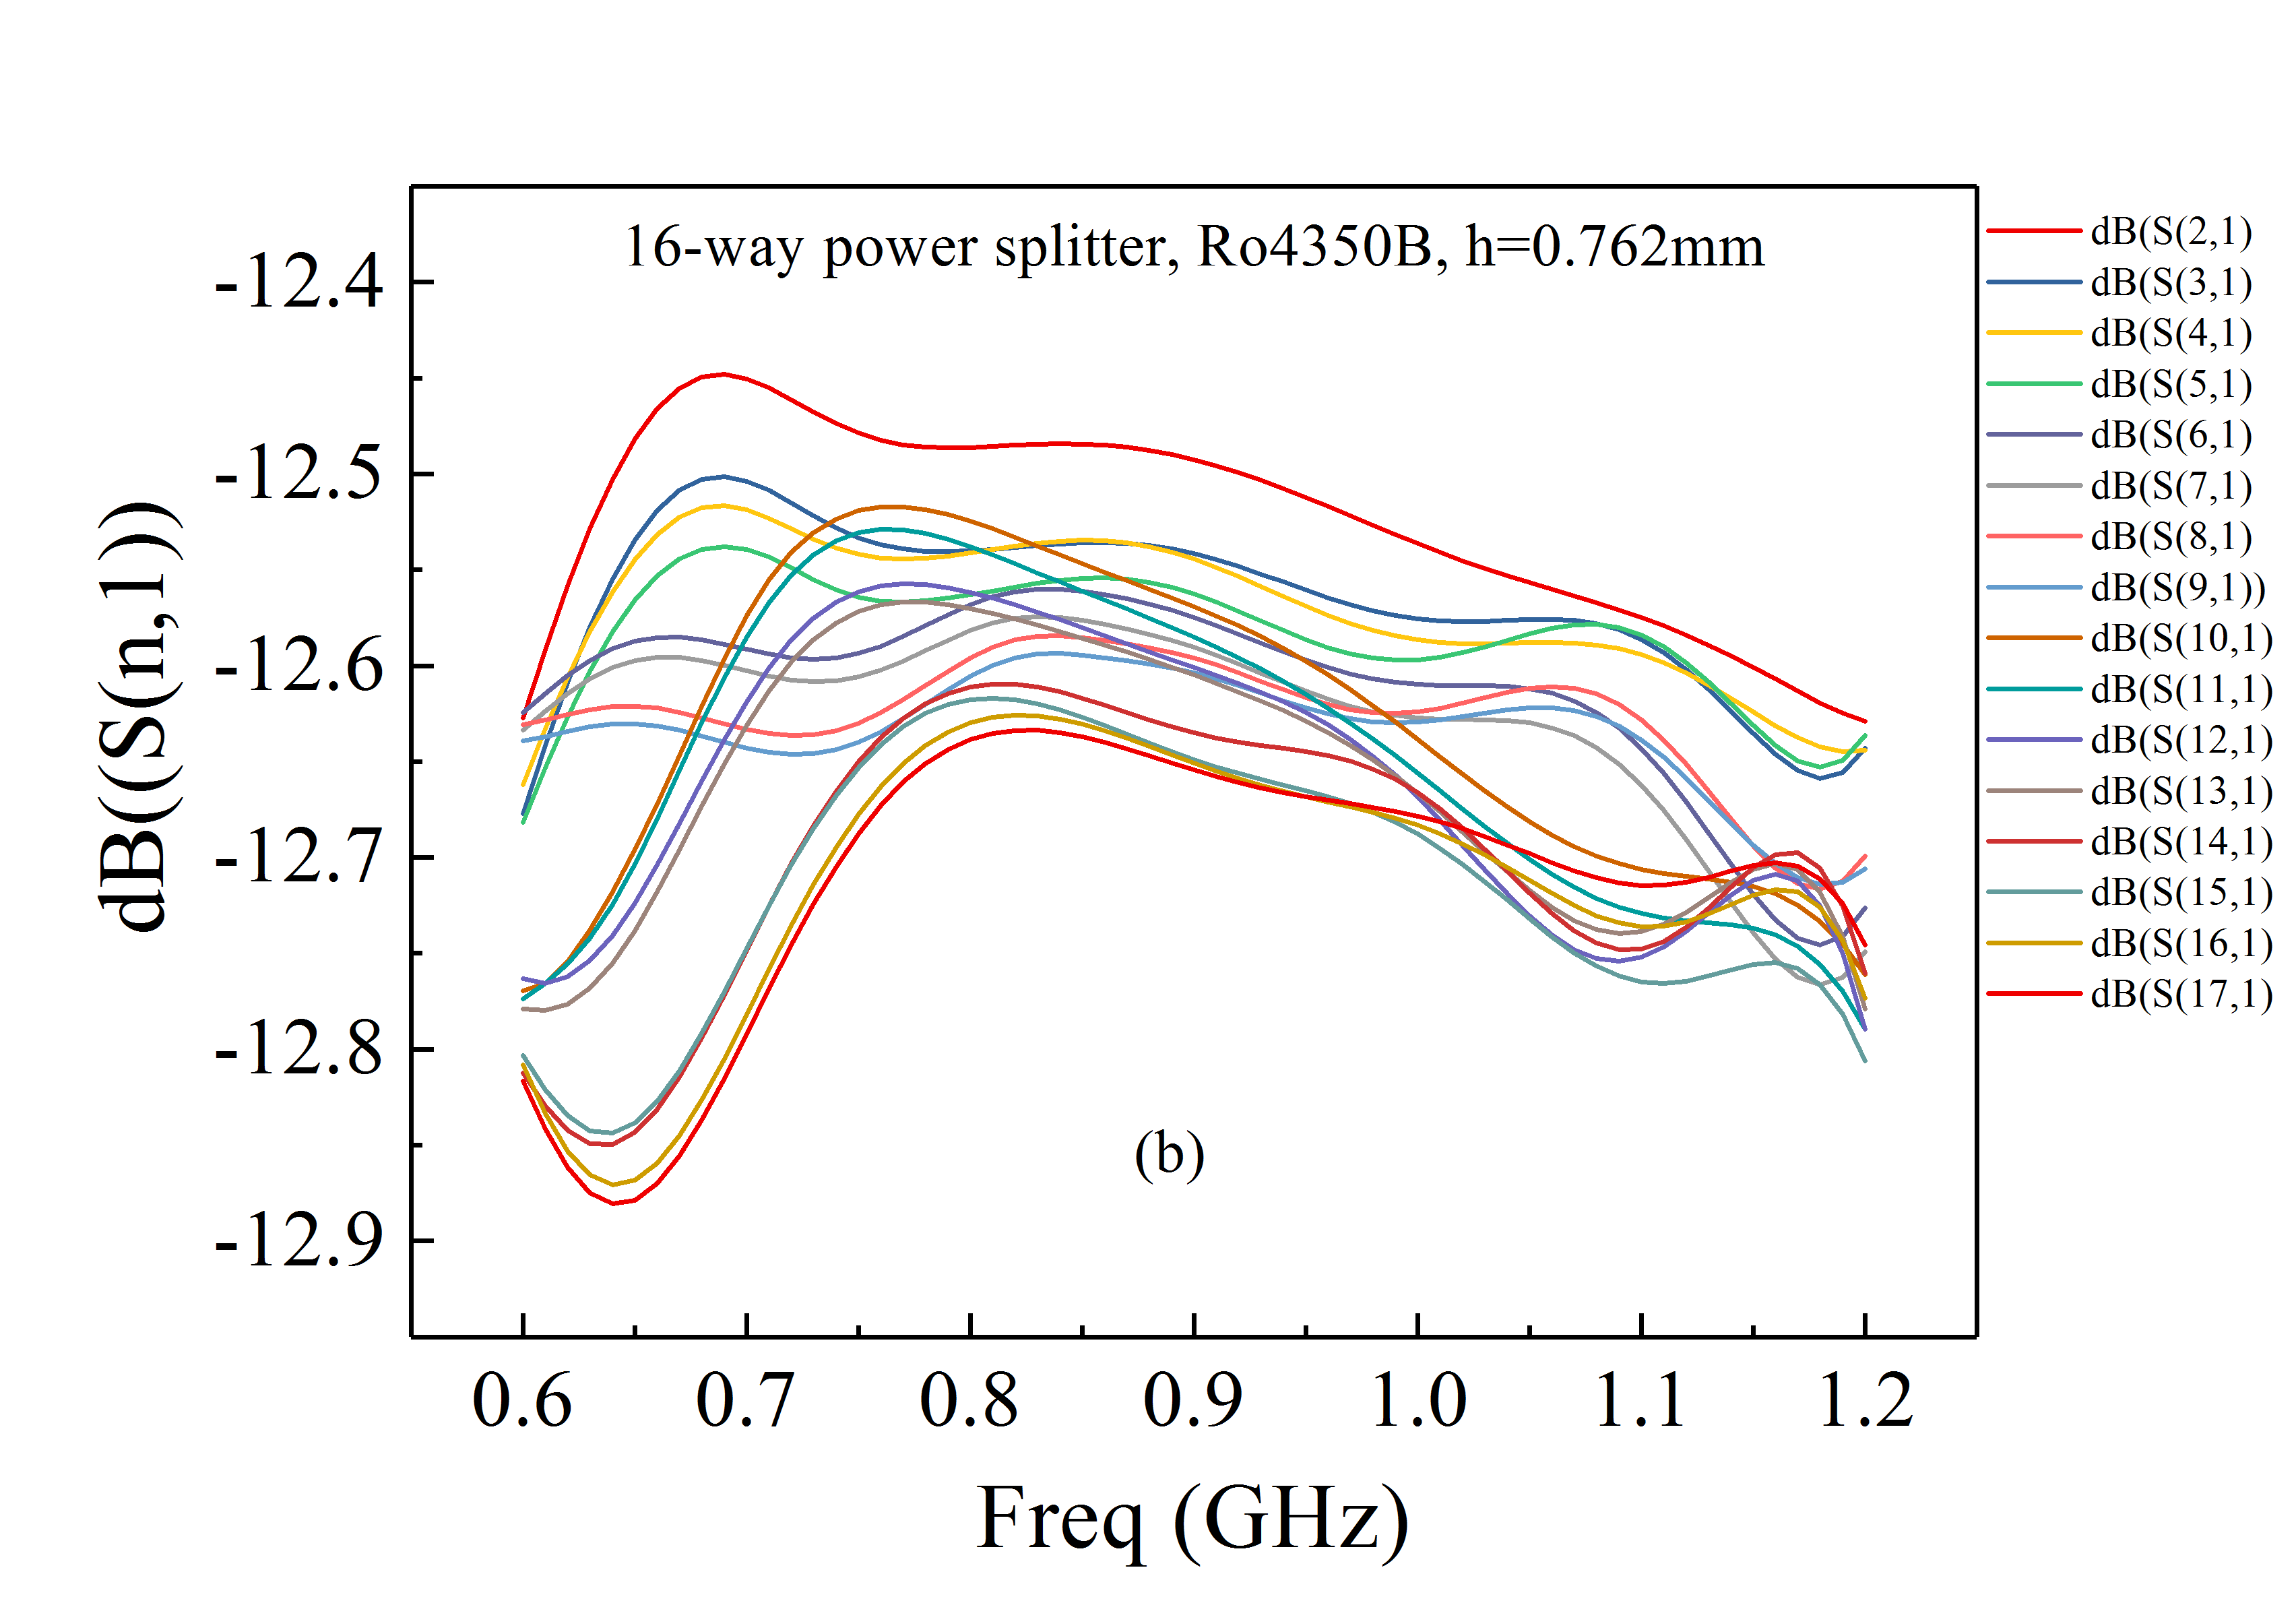 16-way power splitter, Ro4350B, h=0.762mm
dB((S(n,1))
-12.4
-12.5
-12.6
-12.7
-12.8
-12.9
(b)
0.6 0.7 0.8 0.9 1.0 1.1 1.2
Freq (GHz)
dB(S(2,1)
dB(S(3,1)
dB(S(4,1)
dB(S(5,1)
dB(S(6,1)
dB(S(7,1)
dB(S(8,1)
dB(S(9,1))
dB(S(10,1)
dB(S(11,1)
dB(S(12,1)
dB(S(13,1)
dB(S(14,1)
dB(S(15,1)
dB(S(16,1)
dB(S(17,1)